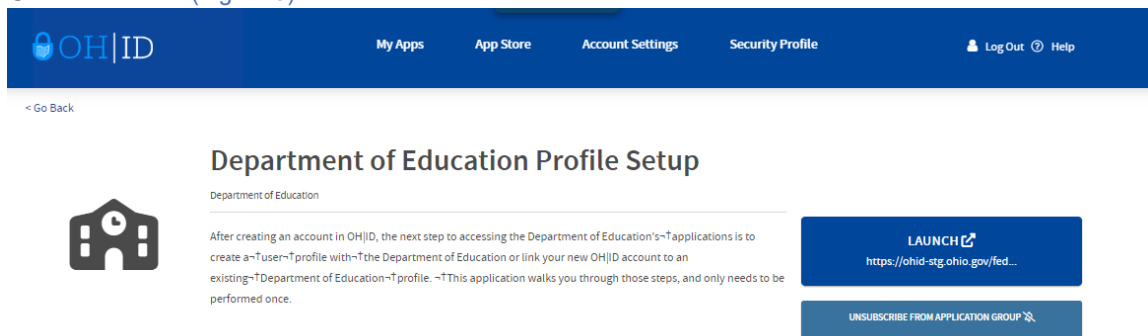 OH|ID My Apps App Store Account Settings Security Profile Log Out Help
< Go Back
Department of Education Profile Setup
Department of Education
After creating an account in OH|ID, the next step to accessing the Department of Education's¬†applications is to
create a¬†user¬†profile with¬†the Department of Education or link your new OH|ID account to an
existing¬†Department of Education¬†profile. ¬†This application walks you through those steps, and only needs to be
performed once.
LAUNCH
https://ohid-stg.ohio.gov/fed...
UNSUBSCRIBE FROM APPLICATION GROUP